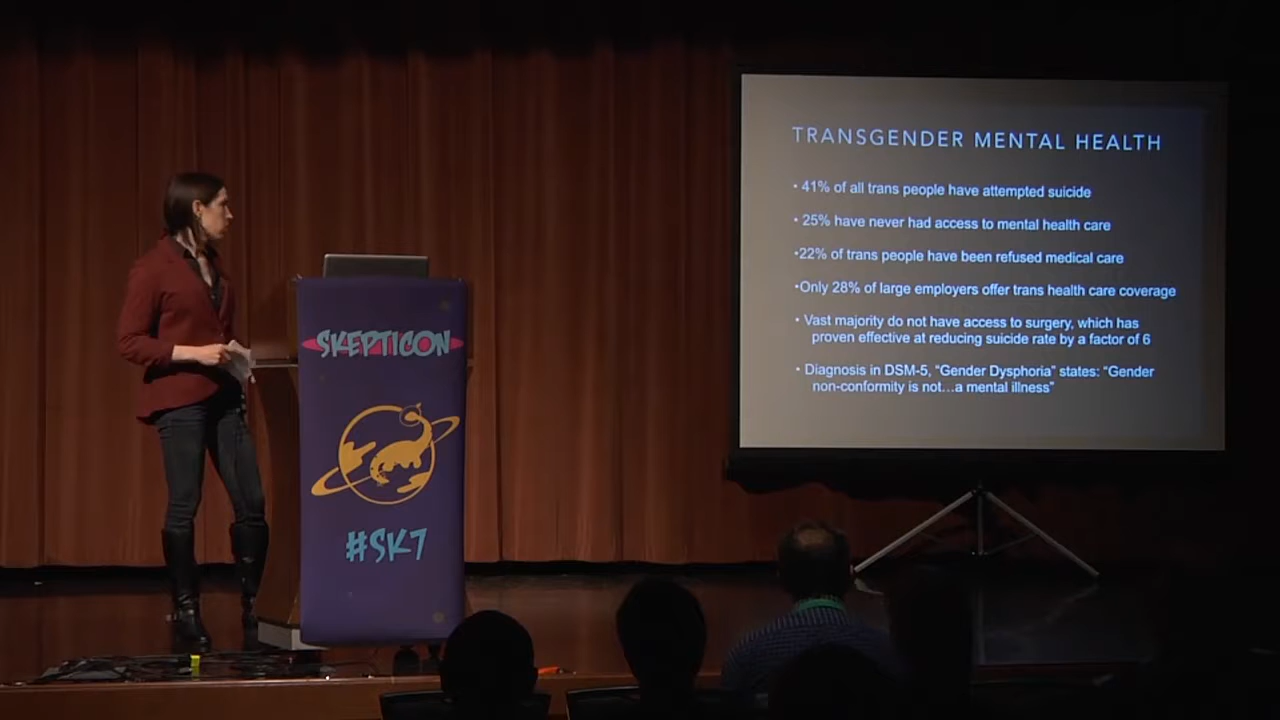 TRANSGENDER MENTAL HEALTH
• 41% of all trans people have attempted suicide
• 25% have never had access to mental health care
•22% of trans people have been refused medical care
•Only 28% of large employers offer trans health care coverage
• Vast majority do not have access to surgery, which has
proven effective at reducing suicide rate by a factor of 6
• Diagnosis in DSM-5, “Gender Dysphoria” states: “Gender
non-conformity is not…a mental illness”
SKEPTICON
#SK7